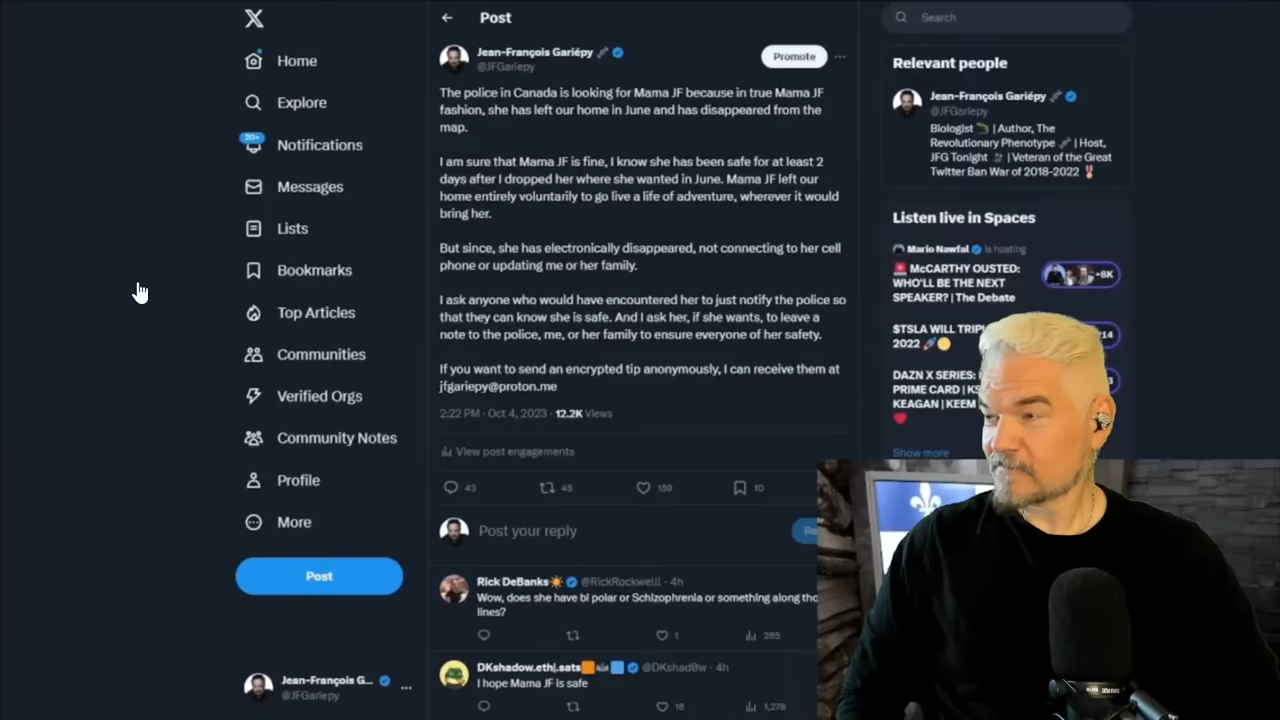 Home
Explore
20+
Notifications
Messages
Lists
Bookmarks
Top Articles
Communities
Verified Orgs
Community Notes
Profile
More
Post
Jean-François G...
@JFGariepy
Post
Jean-François Gariépy
@JFGariepy
Promote
The police in Canada is looking for Mama JF because in true Mama JF
fashion, she has left our home in June and has disappeared from the
map.
I am sure that Mama JF is fine, I know she has been safe for at least 2
days after I dropped her where she wanted in June. Mama JF left our
home entirely voluntarily to go live a life of adventure, wherever it would
bring her.
But since, she has electronically disappeared, not connecting to her cell
phone or updating me or her family.
I ask anyone who would have encountered her to just notify the police so
that they can know she is safe. And I ask her, if she wants, to leave a
note to the police, me, or her family to ensure everyone of her safety.
If you want to send an encrypted tip anonymously, I can receive them at
jfgariepy@proton.me
2:22 PM · Oct 4, 2023 · 12.2K Views
View post engagements
43 45 159 10
Post your reply
Re
Rick DeBanks @RickRockwelll · 4h
Wow, does she have bi polar or Schizophrenia or something along tho
lines?
1 285
DKshadow.eth|.sats @DKshad0w · 4h
I hope Mama JF is safe
16 1,278
Search
Relevant people
Jean-François Gariépy
@JFGariepy
Biologist | Author, The
Revolutionary Phenotype | Host,
JFG Tonight | Veteran of the Great
Twitter Ban War of 2018-2022
Listen live in Spaces
Mario Nawfal is hosting
McCARTHY OUSTED:
WHO'LL BE THE NEXT
SPEAKER? | The Debate
+8K
$TSLA WILL TRIPL
2022
214
DAZN X SERIES:
PRIME CARD | KS
KEAGAN | KEEM
3
Show more